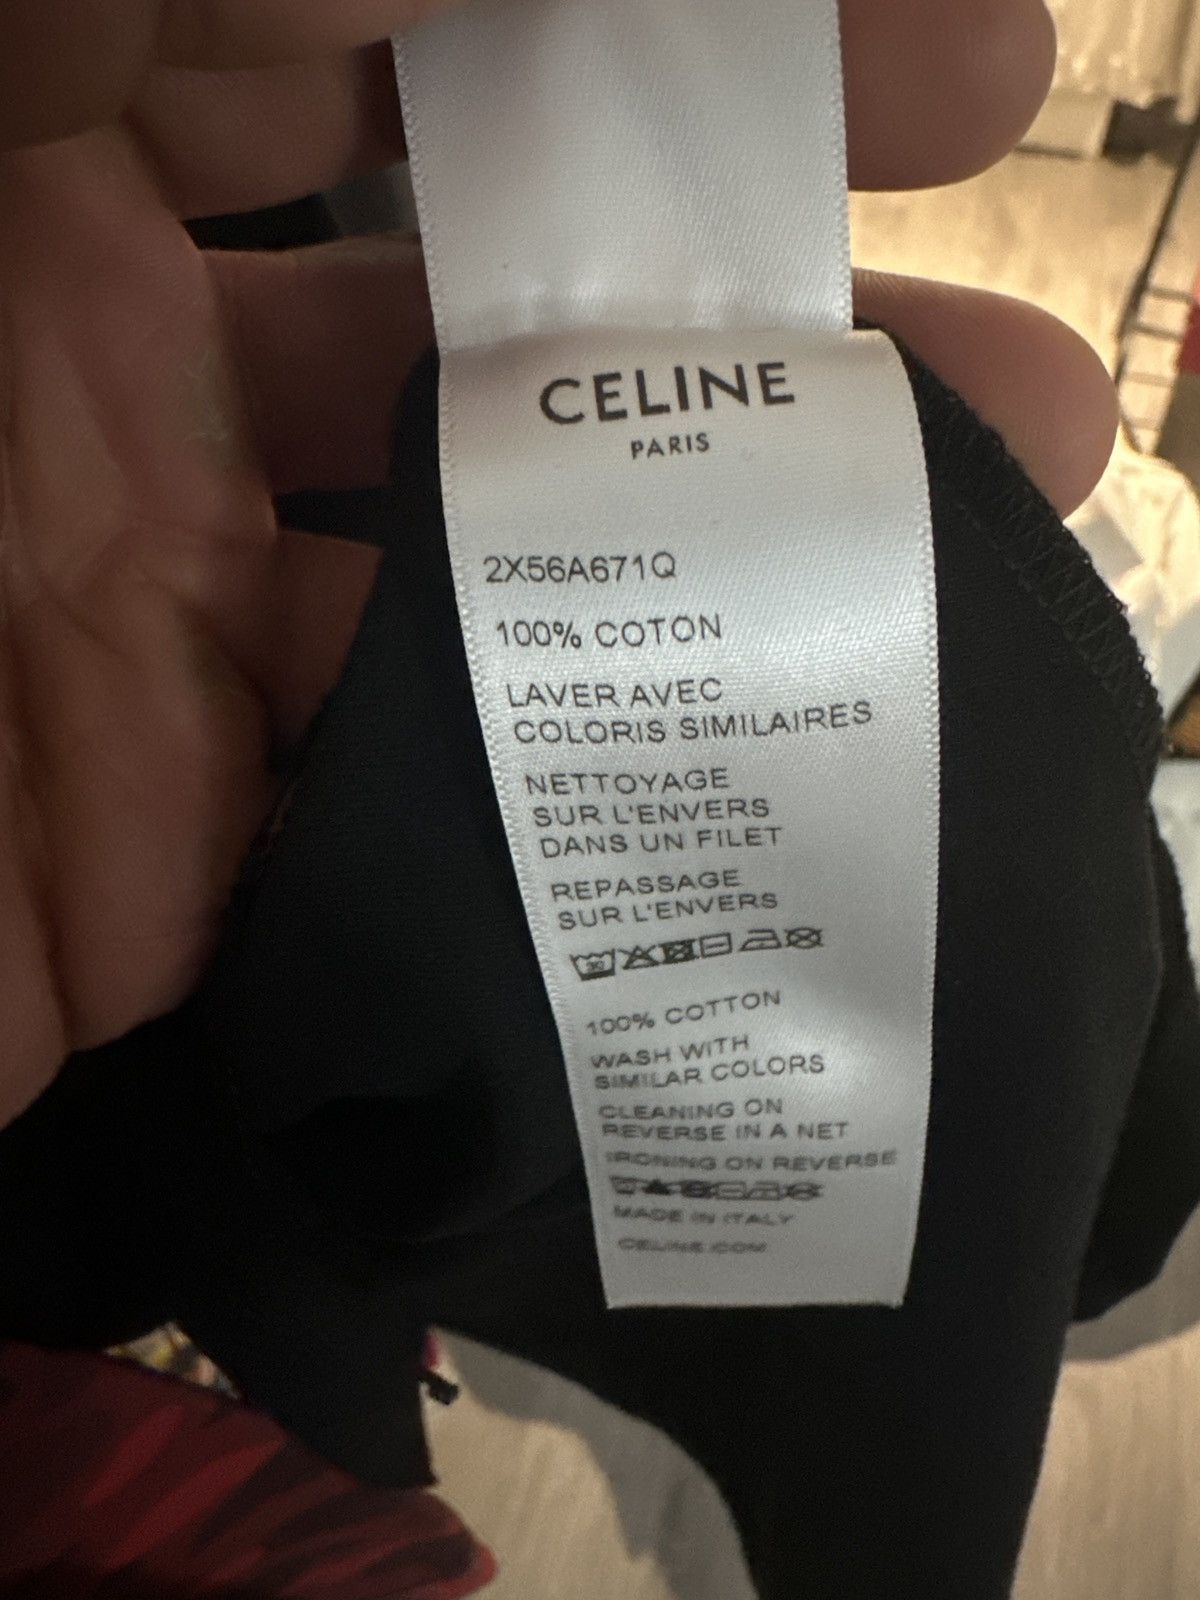 CELINE
PARIS
2X56A671Q
100% COTON
LAVER AVEC
COLORIS SIMILAIRES
NETTOYAGE
SUR L'ENVERS
DANS UN FILET
REPASSAGE
SUR L'ENVERS
30
100% COTTON
WASH WITH
SIMILAR COLORS
CLEANING ON
REVERSE IN A NET
IRONING ON REVERSE
MADE IN ITALY
CELINE.COM